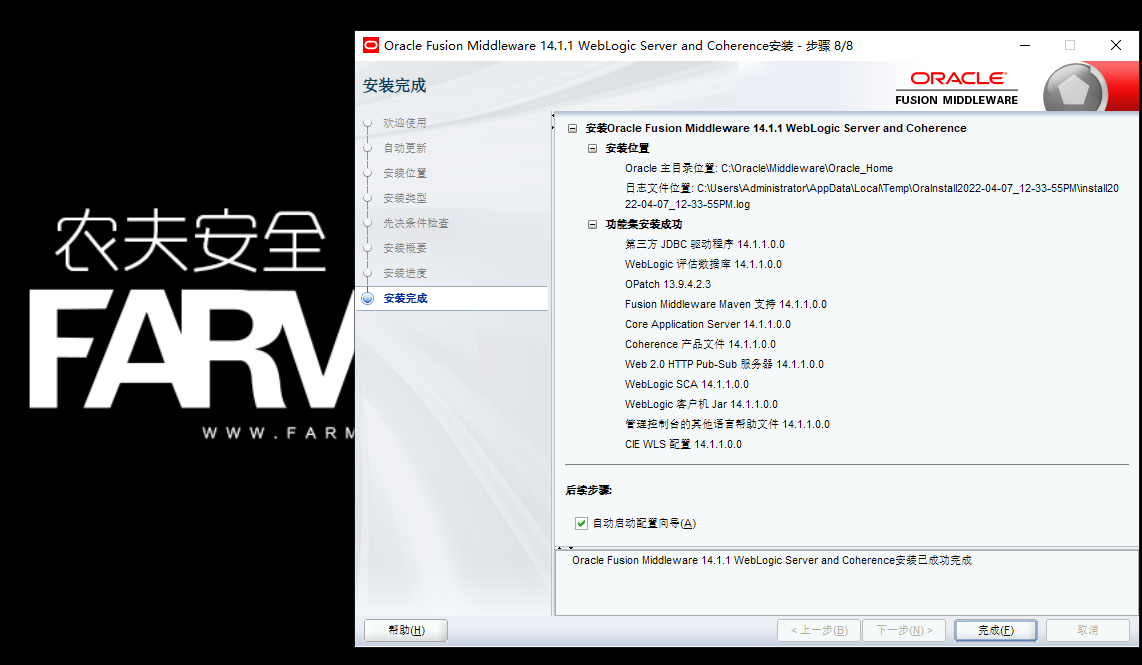 Oracle Fusion Middleware 14.1.1 WebLogic Server and Coherence安装 - 步骤 8/8
安装完成
ORACLE
FUSION MIDDLEWARE
欢迎使用
自动更新
安装位置
安装类型
先决条件检查
安装概要
安装进度
安装完成
安装Oracle Fusion Middleware 14.1.1 WebLogic Server and Coherence
安装位置
Oracle 主目录位置: C:\Oracle\Middleware\Oracle_Home
日志文件位置: C:\Users\Administrator\AppData\Local\Temp\OraInstall2022-04-07_12-33-55PM\install20
22-04-07_12-33-55PM.log
功能集安装成功
第三方 JDBC 驱动程序 14.1.1.0.0
WebLogic 评估数据库 14.1.1.0.0
OPatch 13.9.4.2.3
Fusion Middleware Maven 支持 14.1.1.0.0
Core Application Server 14.1.1.0.0
Coherence 产品文件 14.1.1.0.0
Web 2.0 HTTP Pub-Sub 服务器 14.1.1.0.0
WebLogic SCA 14.1.1.0.0
WebLogic 客户机 Jar 14.1.1.0.0
管理控制台的其他语言帮助文件 14.1.1.0.0
CIE WLS 配置 14.1.1.0.0
后续步骤:
自动启动配置向导(A)
Oracle Fusion Middleware 14.1.1 WebLogic Server and Coherence安装已成功完成
帮助(H)
< 上一步(B)
下一步(N) >
完成(F)
取消
农夫安全
FARM
WWW.FARM